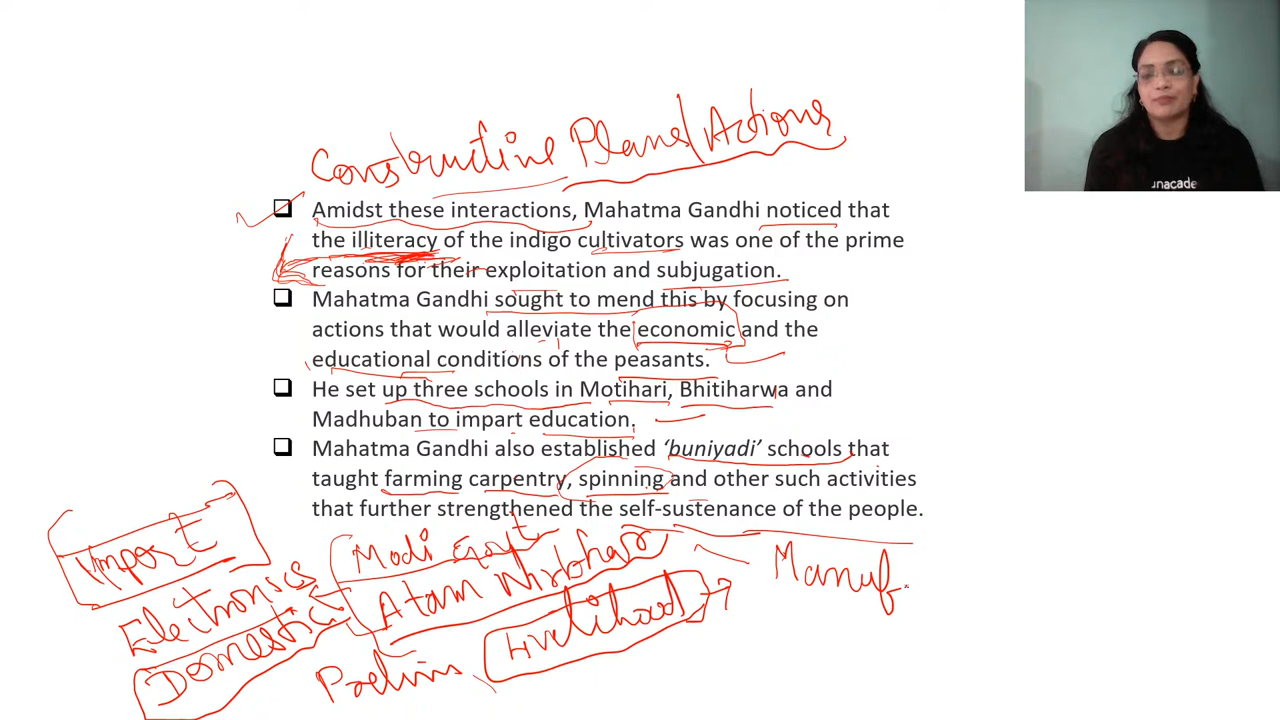 Constructive Plans/Actions
Amidst these interactions, Mahatma Gandhi noticed that
the illiteracy of the indigo cultivators was one of the prime
reasons for their exploitation and subjugation.
Mahatma Gandhi sought to mend this by focusing on
actions that would alleviate the economic and the
educational conditions of the peasants.
He set up three schools in Motihari, Bhitiharwa and
Madhuban to impart education.
Mahatma Gandhi also established ‘buniyadi’ schools that
taught farming carpentry, spinning and other such activities
that further strengthened the self-sustenance of the people.
Import
Electronics
Domestic
Modi Govt
Atam Nirbhar
Livelihood
Prelims
Manuf
unacade